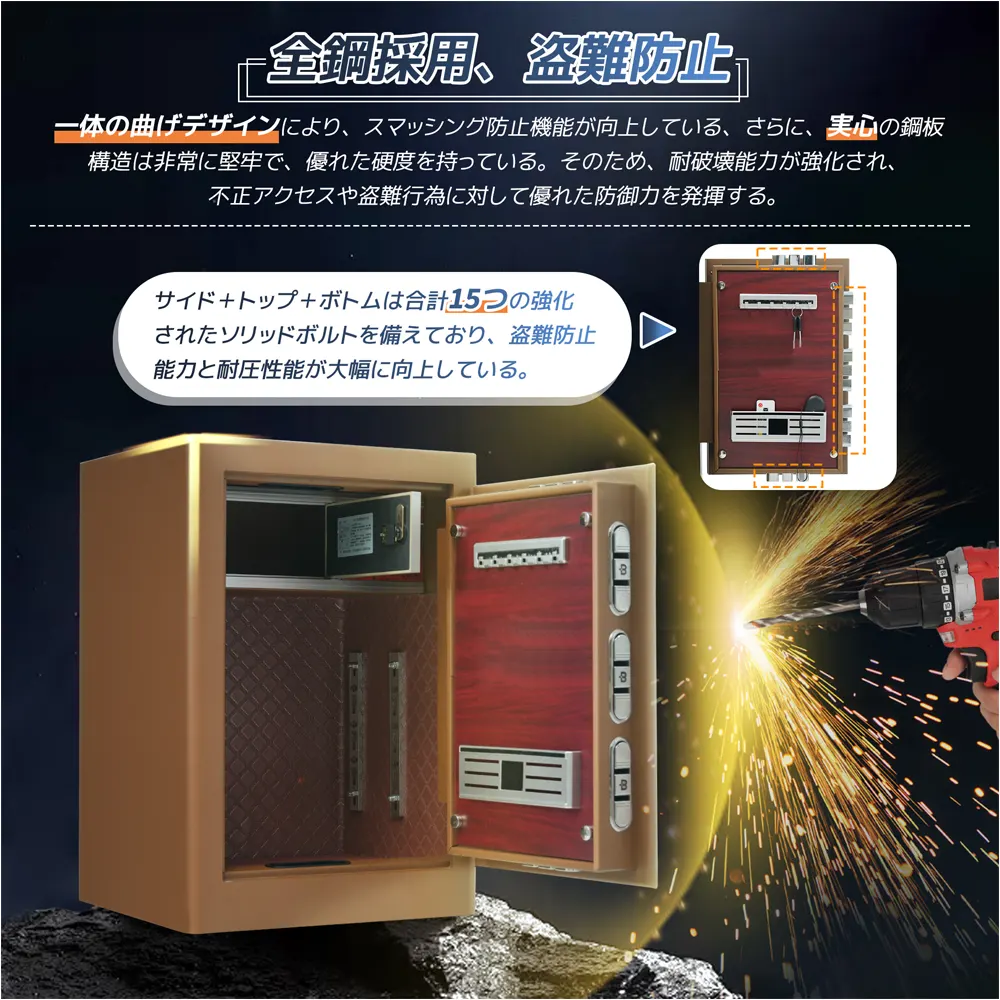 全鋼採用、盗難防止
一体の曲げデザインにより、スマッシング防止機能が向上している、さらに、実心の鋼板
構造は非常に堅牢で、優れた硬度を持っている。そのため、耐破壊能力が強化され、
不正アクセスや盗難行為に対して優れた防御力を発揮する。
サイド＋トップ＋ボトムは合計15つの強化
されたソリッドボルトを備えており、盗難防止
能力と耐圧性能が大幅に向上している。